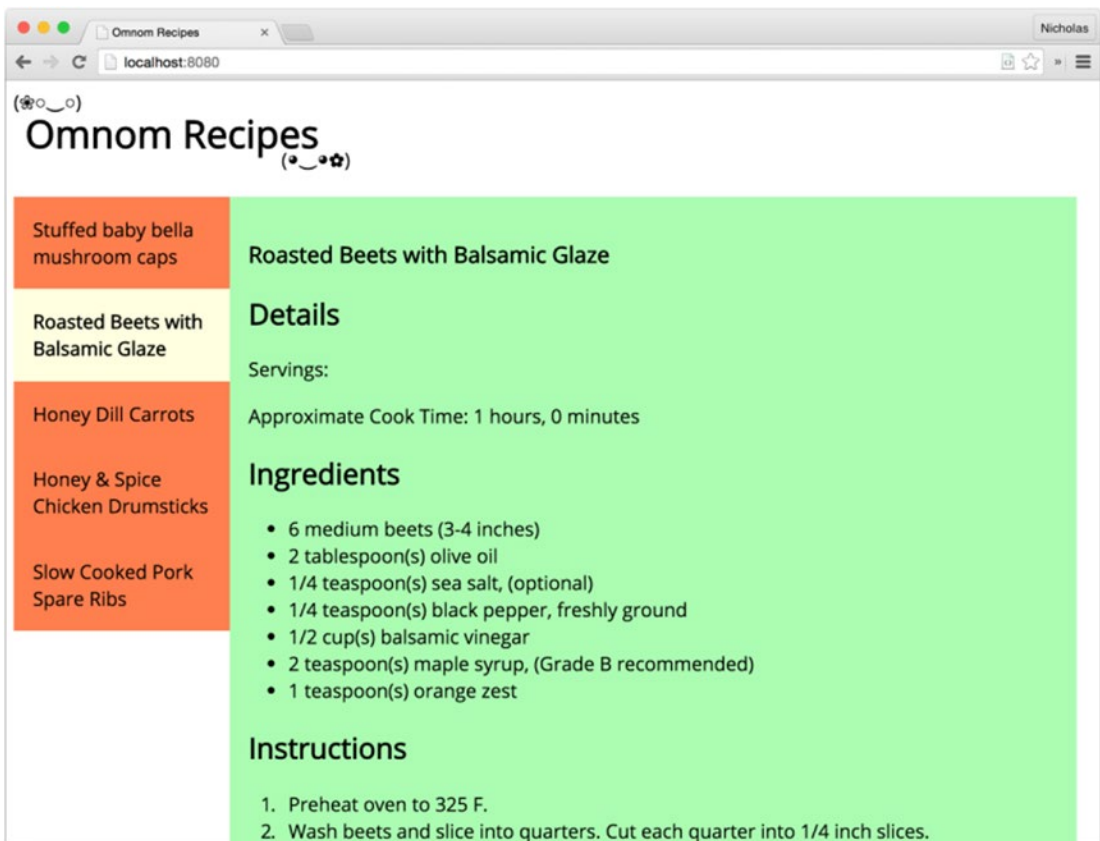 Omnom Recipes
Nicholas
localhost:8080
(❀○‿○)
Omnom Recipes
(◕‿◕✿)
Stuffed baby bella
mushroom caps
Roasted Beets with
Balsamic Glaze
Honey Dill Carrots
Honey & Spice
Chicken Drumsticks
Slow Cooked Pork
Spare Ribs
Roasted Beets with Balsamic Glaze
Details
Servings:
Approximate Cook Time: 1 hours, 0 minutes
Ingredients
• 6 medium beets (3-4 inches)
• 2 tablespoon(s) olive oil
• 1/4 teaspoon(s) sea salt, (optional)
• 1/4 teaspoon(s) black pepper, freshly ground
• 1/2 cup(s) balsamic vinegar
• 2 teaspoon(s) maple syrup, (Grade B recommended)
• 1 teaspoon(s) orange zest
Instructions
1. Preheat oven to 325 F.
2. Wash beets and slice into quarters. Cut each quarter into 1/4 inch slices.